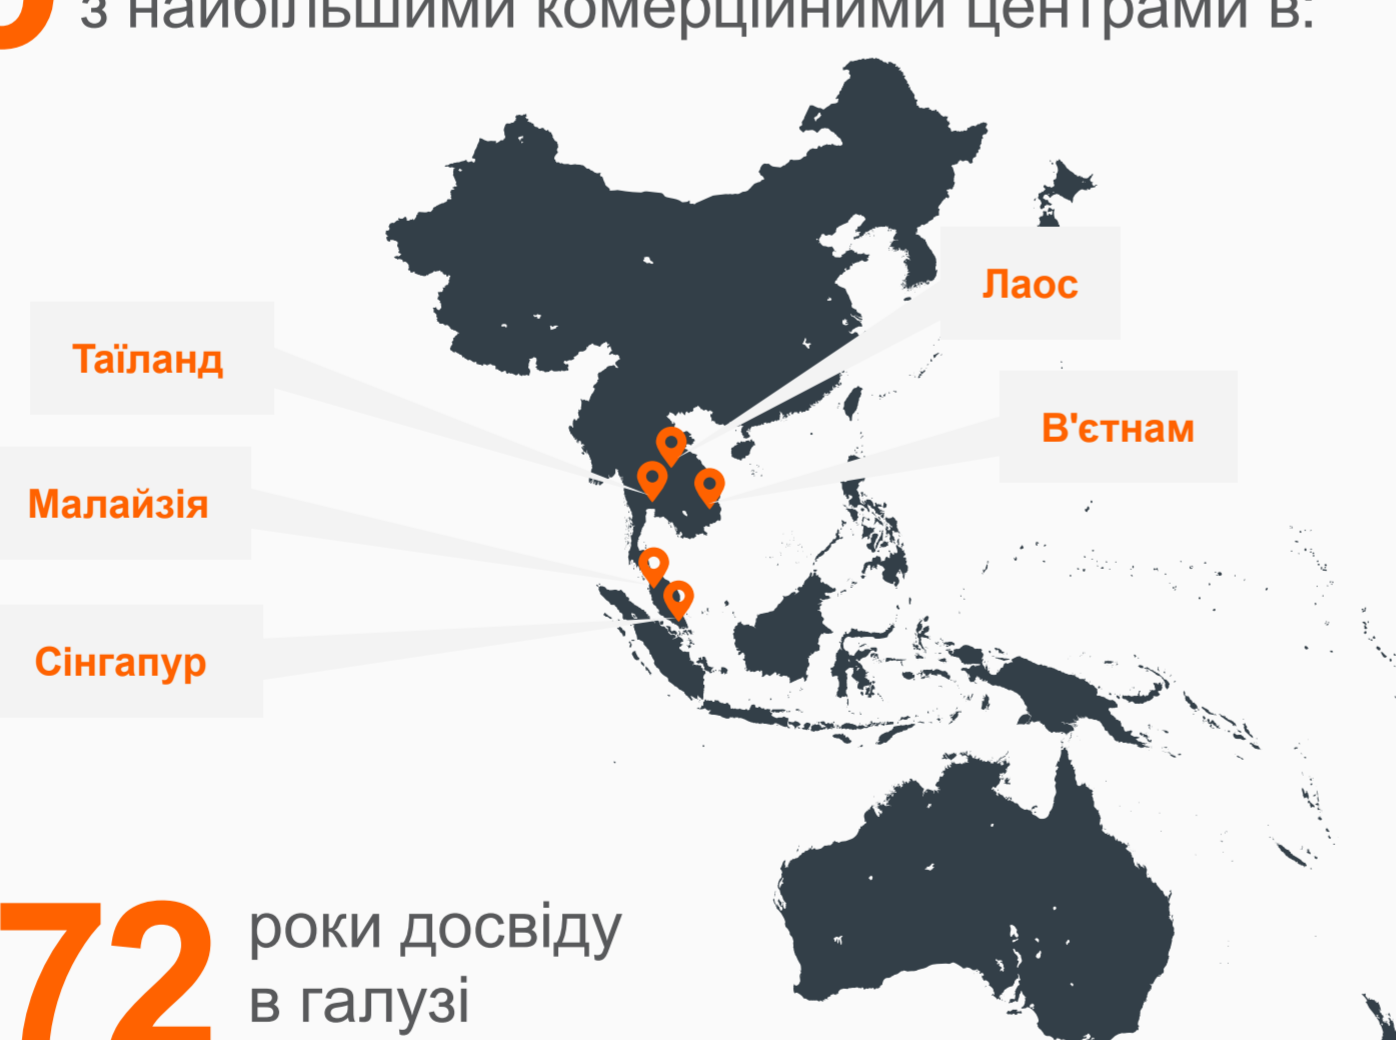 з найбільшими комерційними центрами в:
Лаос
Таїланд
В'єтнам
Малайзія
Сінгапур
72 роки досвіду
в галузі